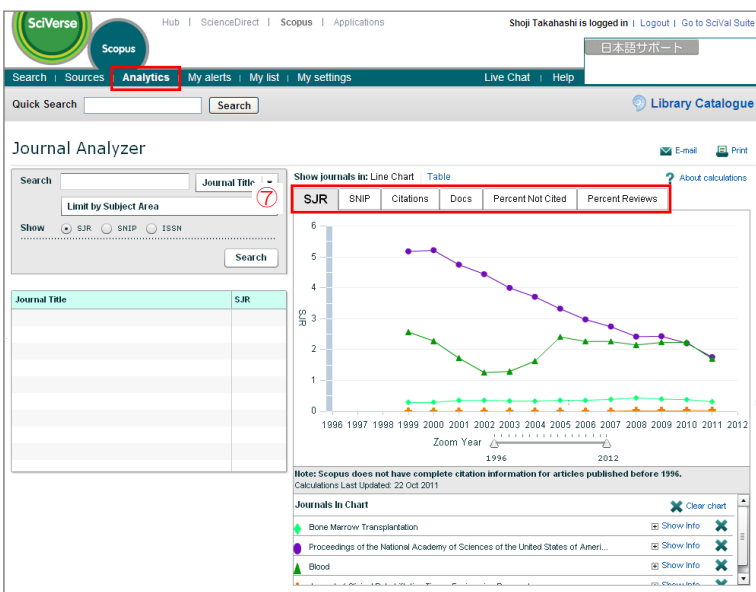 SciVerse
Scopus
Hub | ScienceDirect | Scopus | Applications
Shoji Takahashi is logged in | Logout | Go to SciVal Suite
日本語サポート
Search | Sources | Analytics | My alerts | My list | My settings
Live Chat | Help
Quick Search
Search
Library Catalogue
Journal Analyzer
E-mail
Print
Search
Journal Title
⑦
Limit by Subject Area
Show SJR SNIP ISSN
Search
Journal Title SJR
Show journals in: Line Chart | Table
About calculations
SJR SNIP Citations Docs Percent Not Cited Percent Reviews
6
5
4
3
2
1
0
SJR
1996 1997 1998 1999 2000 2001 2002 2003 2004 2005 2006 2007 2008 2009 2010 2011 2012
Zoom Year
1996 2012
Note: Scopus does not have complete citation information for articles published before 1996.
Calculations Last Updated: 22 Oct 2011
Journals In Chart
Clear chart
Bone Marrow Transplantation Show Info
Proceedings of the National Academy of Sciences of the United States of Ameri... Show Info
Blood Show Info